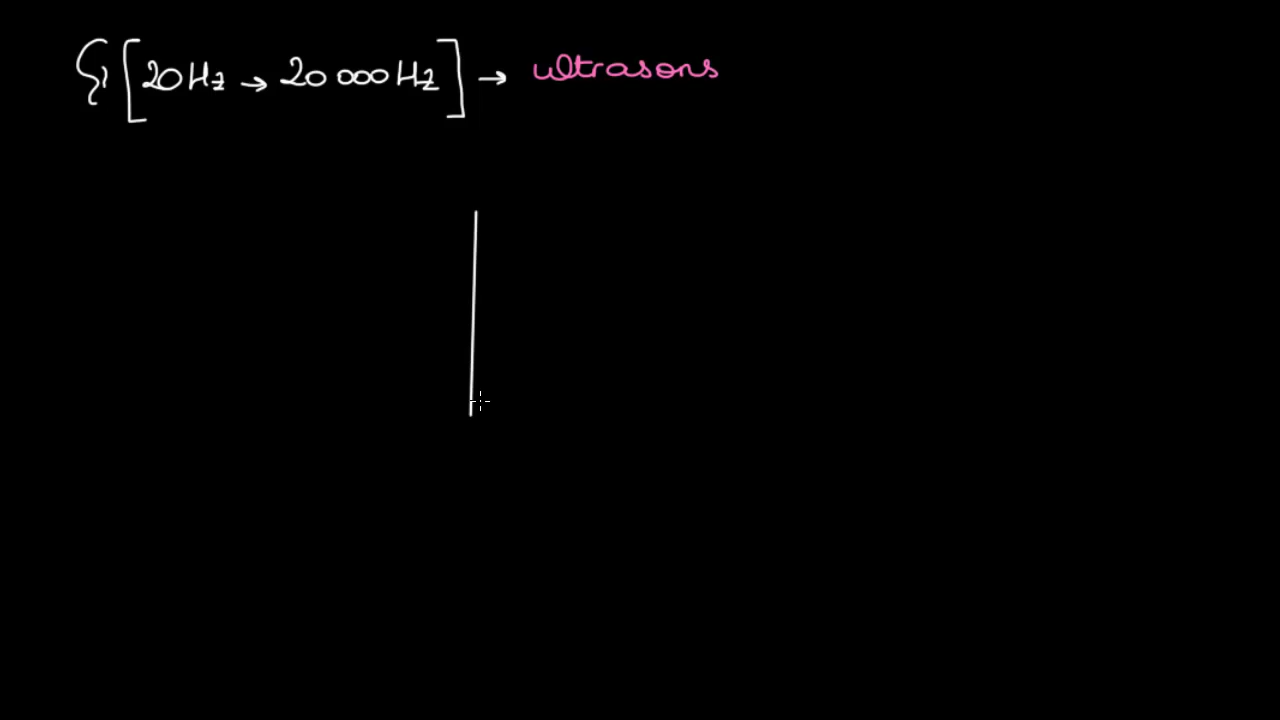 [20 Hz → 20 000 Hz] → ultrasons